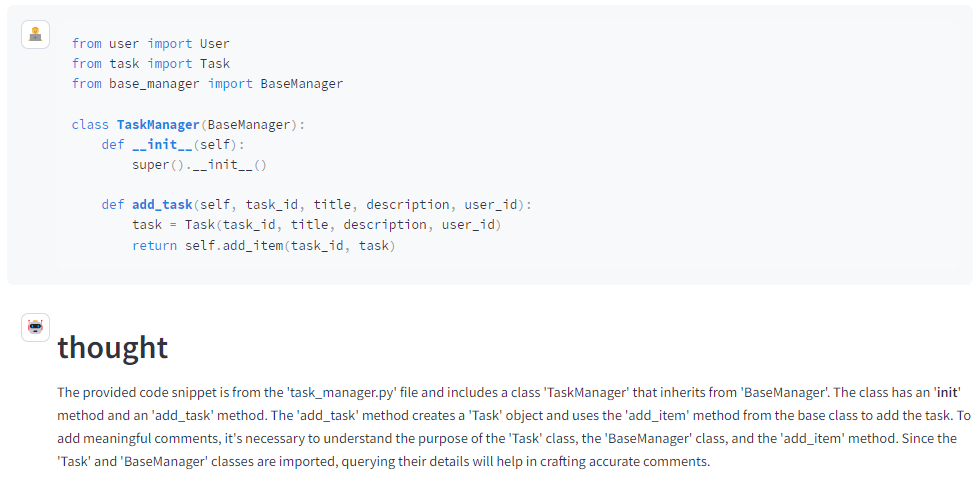 from user import User
from task import Task
from base_manager import BaseManager
class TaskManager(BaseManager):
    def __init__(self):
        super().__init__()
    def add_task(self, task_id, title, description, user_id):
        task = Task(task_id, title, description, user_id)
        return self.add_item(task_id, task)
thought
The provided code snippet is from the 'task_manager.py' file and includes a class 'TaskManager' that inherits from 'BaseManager'. The class has an 'init'
method and an 'add_task' method. The 'add_task' method creates a 'Task' object and uses the 'add_item' method from the base class to add the task. To
add meaningful comments, it's necessary to understand the purpose of the 'Task' class, the 'BaseManager' class, and the 'add_item' method. Since the
'Task' and 'BaseManager' classes are imported, querying their details will help in crafting accurate comments.